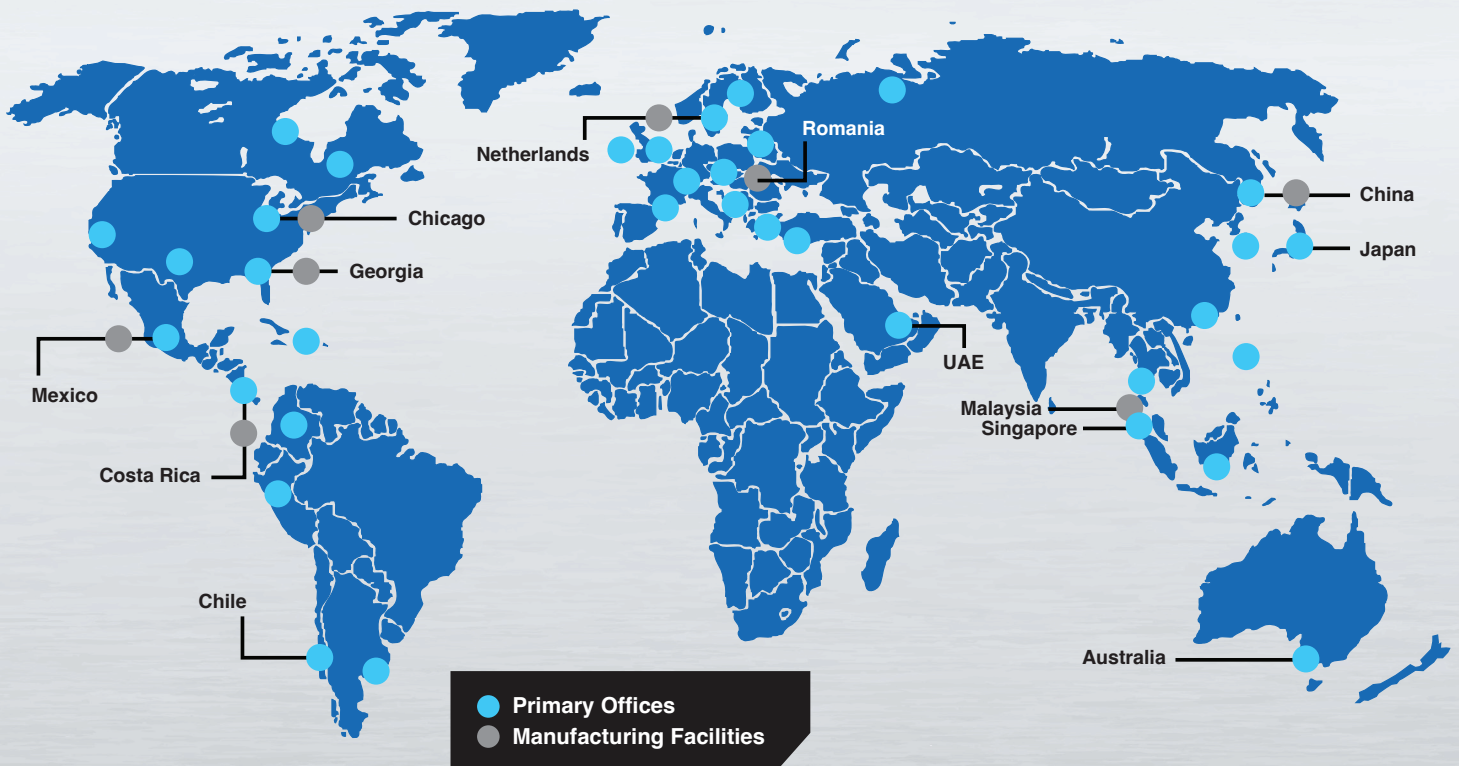 Romania
Netherlands
China
Chicago
Japan
Georgia
UAE
Mexico
Malaysia
Singapore
Costa Rica
Chile
Australia
Primary Offices
Manufacturing Facilities